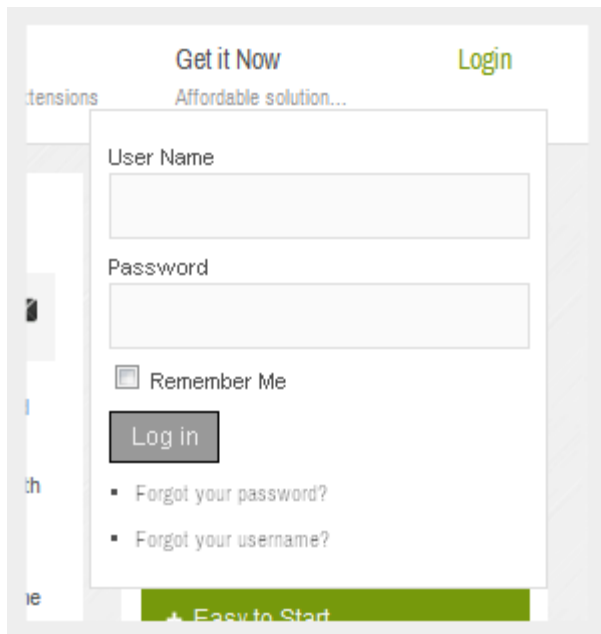 Get it Now
Login
Affordable solution...
User Name
Password
Remember Me
Log in
Forgot your password?
Forgot your username?
+ Easy to Start